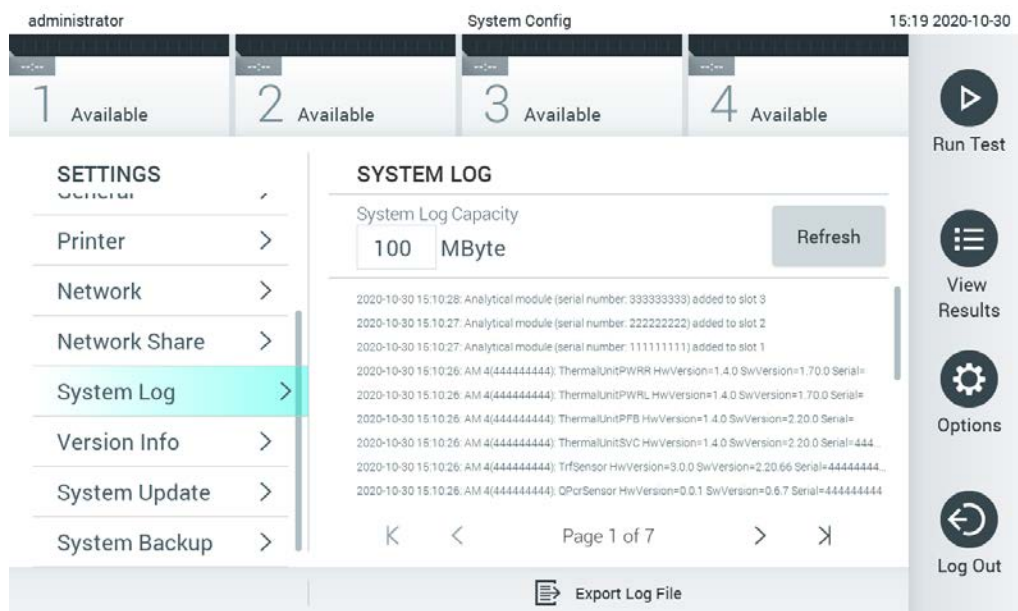 administrator System Config 15:19 2020-10-30
--:-- --:-- --:-- --:--
1 Available 2 Available 3 Available 4 Available
Run Test
SETTINGS
General
Printer
Network
Network Share
System Log
Version Info
System Update
System Backup
SYSTEM LOG
System Log Capacity
100 MByte
Refresh
2020-10-30 15:10:28: Analytical module (serial number: 333333333) added to slot 3
2020-10-30 15:10:27: Analytical module (serial number: 222222222) added to slot 2
2020-10-30 15:10:27: Analytical module (serial number: 111111111) added to slot 1
2020-10-30 15:10:26: AM 4(444444444): ThermalUnitPWRR HwVersion=1.4.0 SwVersion=1.70.0 Serial=
2020-10-30 15:10:26: AM 4(444444444): ThermalUnitPWRL HwVersion=1.4.0 SwVersion=1.70.0 Serial=
2020-10-30 15:10:26: AM 4(444444444): ThermalUnitPFB HwVersion=1.4.0 SwVersion=2.20.0 Serial=
2020-10-30 15:10:26: AM 4(444444444): ThermalUnitSVC HwVersion=1.4.0 SwVersion=2.20.0 Serial=444...
2020-10-30 15:10:26: AM 4(444444444): TrfSensor HwVersion=3.0.0 SwVersion=2.20.66 Serial=44444444...
2020-10-30 15:10:26: AM 4(444444444): QPcrSensor HwVersion=0.0.1 SwVersion=0.6.7 Serial=444444444
Page 1 of 7
Export Log File
View
Results
Options
Log Out